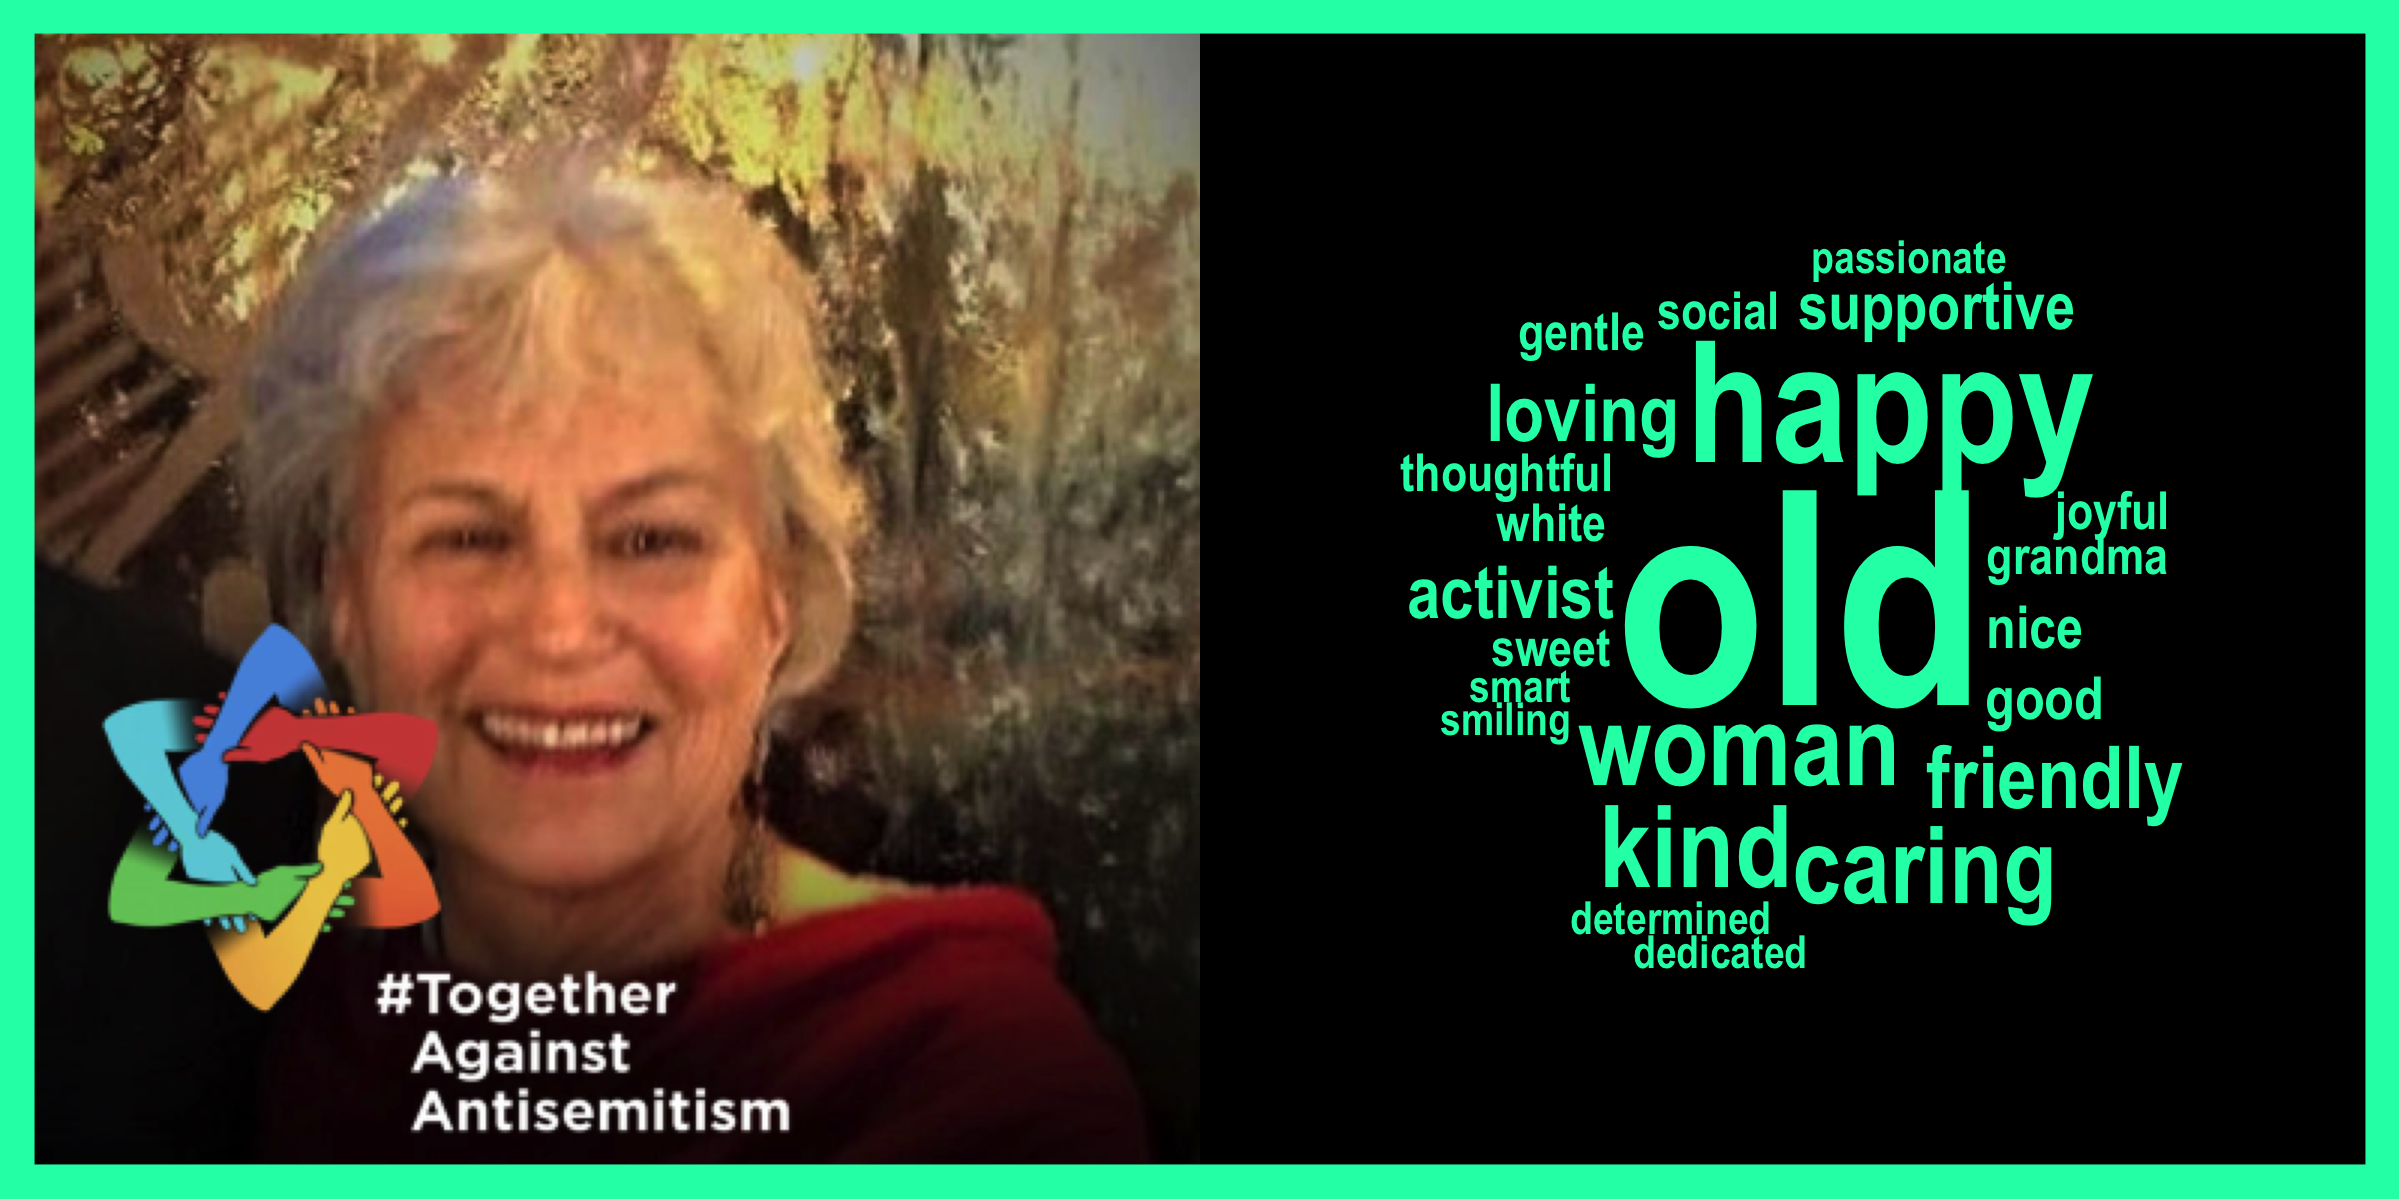 #Together
Against
Antisemitism
passionate
gentle social supportive
loving happy
thoughtful
white
joyful
grandma
activist old nice
sweet
smart
smiling
good
woman friendly
kind caring
determined
dedicated